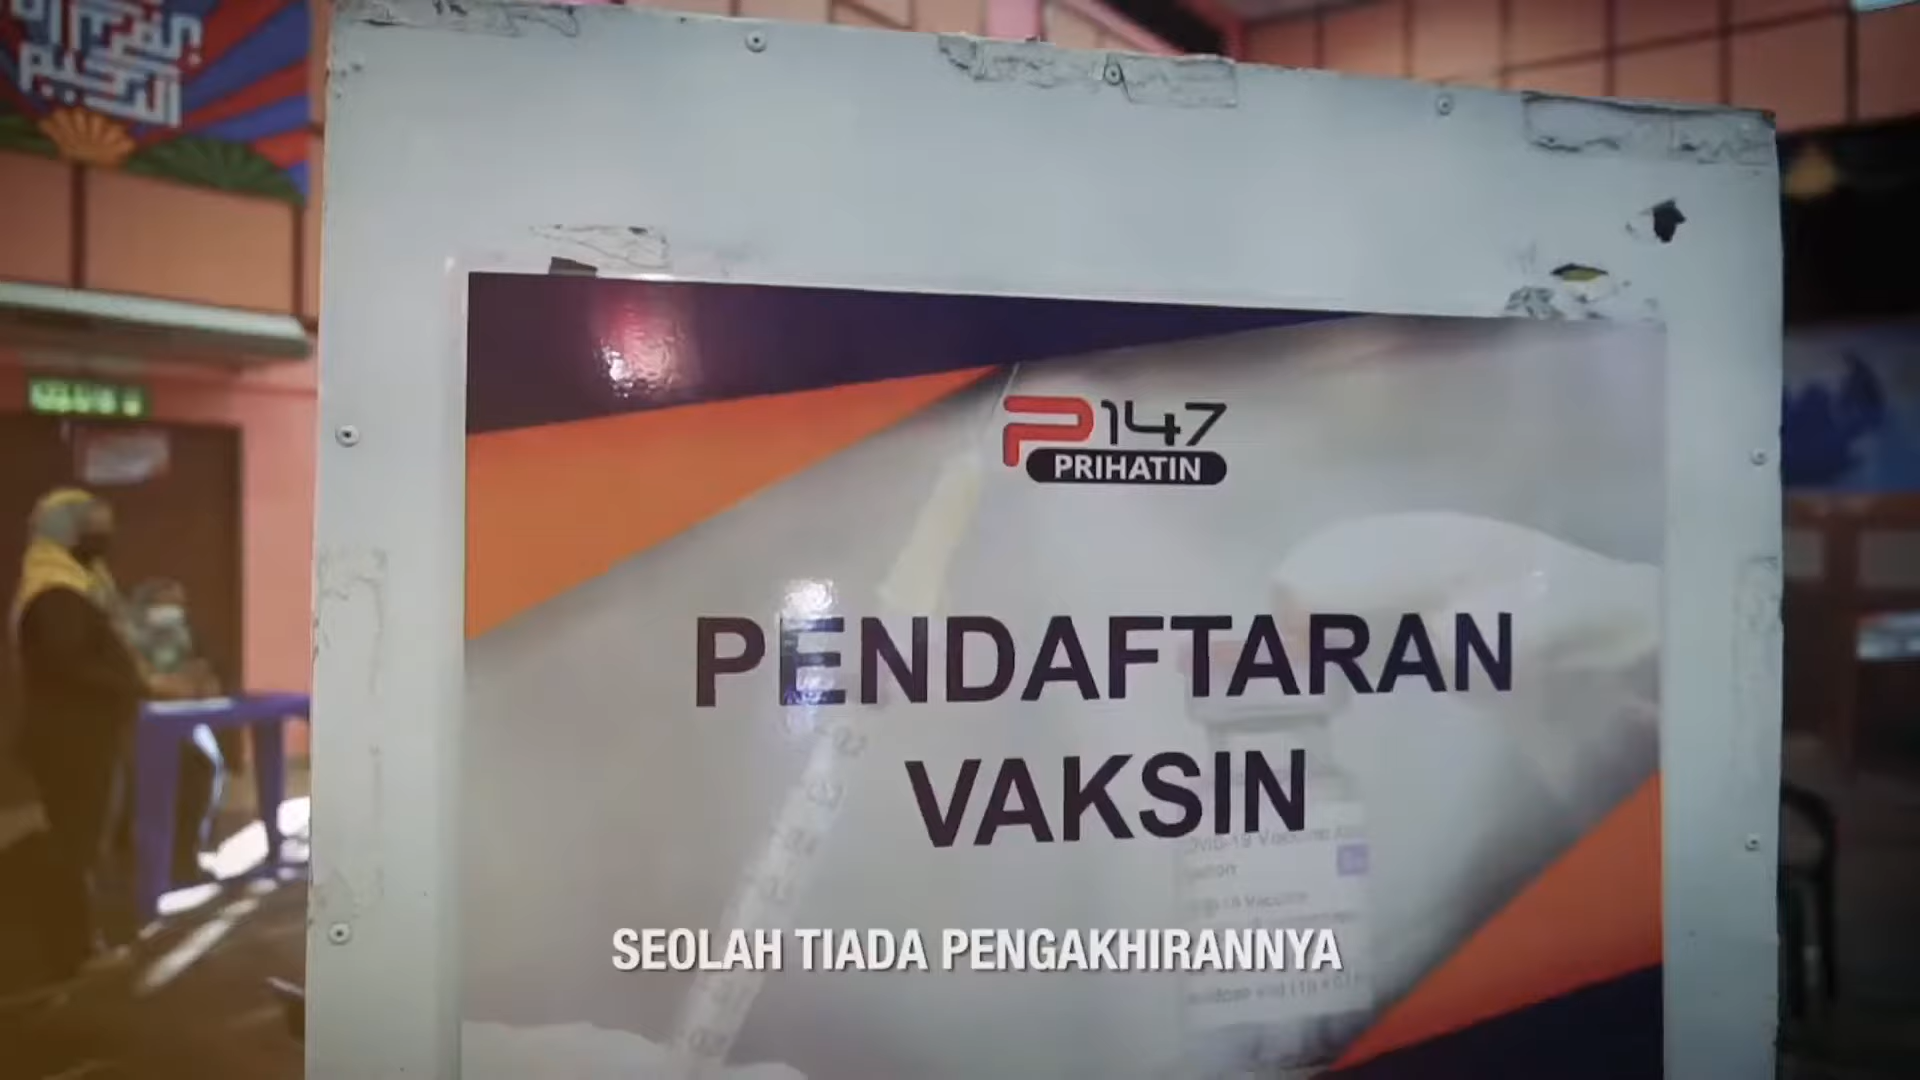 P147
PRIHATIN
PENDAFTARAN
VAKSIN
SEOLAH TIADA PENGAKHIRANNYA